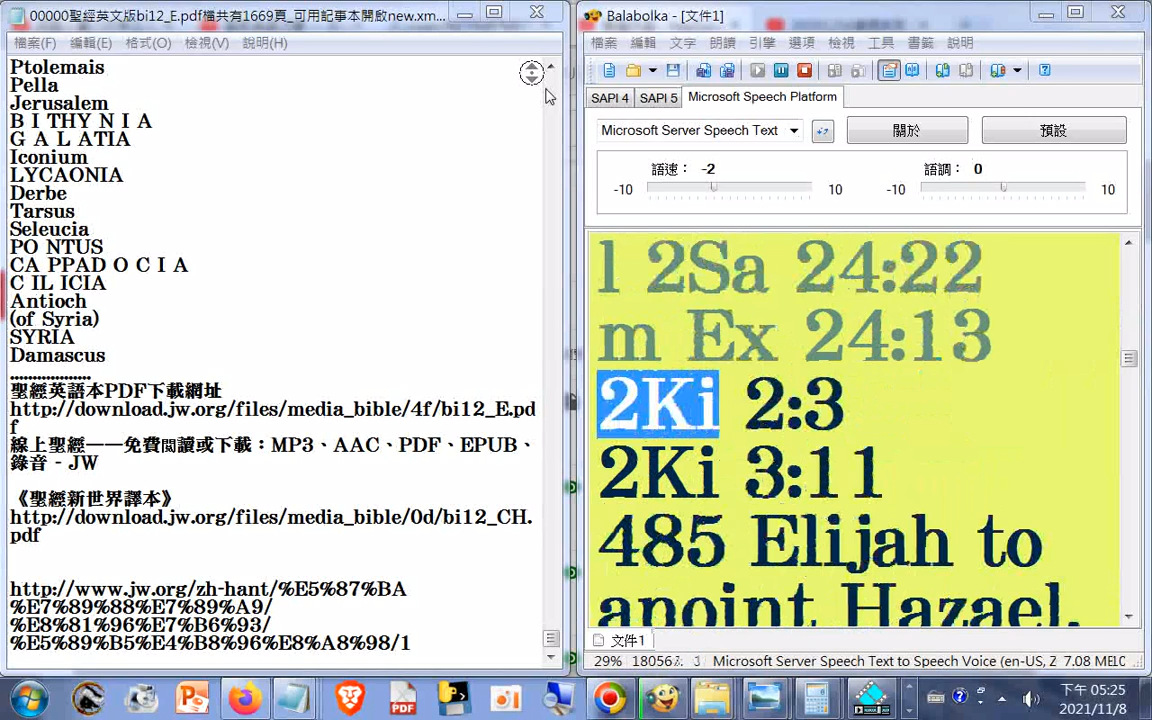 00000聖經英文版bi12_E.pdf檔共有1669頁_可用記事本開啟new.xm...
檔案(F) 編輯(E) 格式(O) 檢視(V) 說明(H)
Ptolemais
Pella
Jerusalem
B I THY N I A
G A L ATIA
Iconium
LYCAONIA
Derbe
Tarsus
Seleucia
PO NTUS
CA PPAD O C I A
C IL ICIA
Antioch
(of Syria)
SYRIA
Damascus
..................
聖經英語本PDF下載網址
http://download.jw.org/files/media_bible/4f/bi12_E.pd
f
線上聖經——免費閱讀或下載：MP3、AAC、PDF、EPUB、
錄音 - JW
《聖經新世界譯本》
http://download.jw.org/files/media_bible/0d/bi12_CH.
pdf
http://www.jw.org/zh-hant/%E5%87%BA
%E7%89%88%E7%89%A9/
%E8%81%96%E7%B6%93/
%E5%89%B5%E4%B8%96%E8%A8%98/1
Balabolka - [文件1]
檔案 編輯 文字 朗讀 引擎 選項 檢視 工具 書籤 說明
SAPI 4 SAPI 5 Microsoft Speech Platform
Microsoft Server Speech Text 關於 預設
語速： -2 語調： 0
-10 10 -10 10
l 2Sa 24:22
m Ex 24:13
2Ki 2:3
2Ki 3:11
485 Elijah to
anoint Hazael,
文件1
29% Microsoft Server Speech Text to Speech Voice (en-US, Z
下午 05:25
2021/11/8